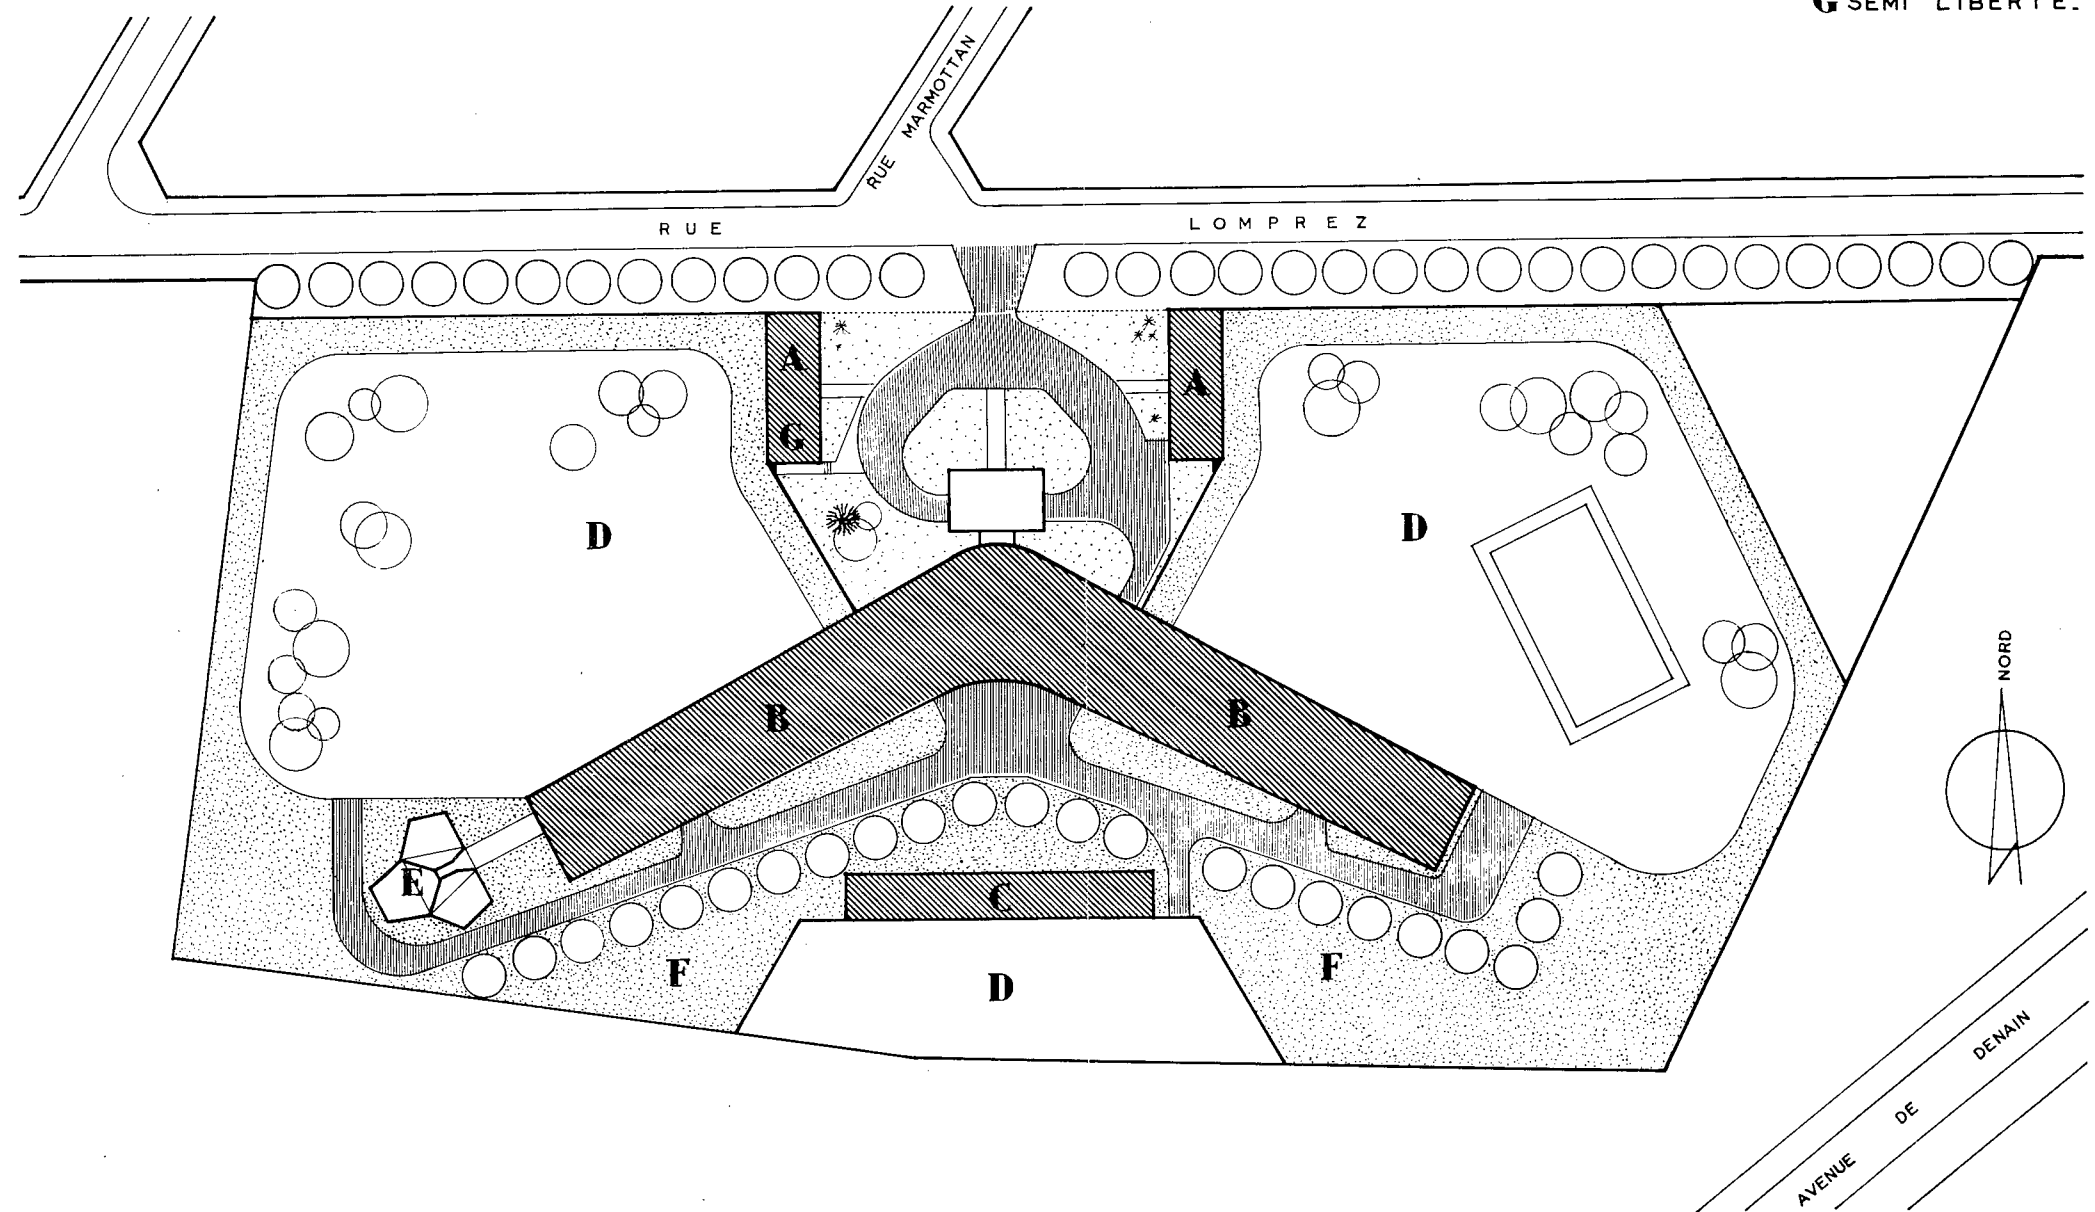 G SEMI LIBERTE.
RUE MARMOTTAN
RUE LOMPREZ
A
A
G
D
D
NORD
B
B
E
C
F
D
F
AVENUE DE DENAIN